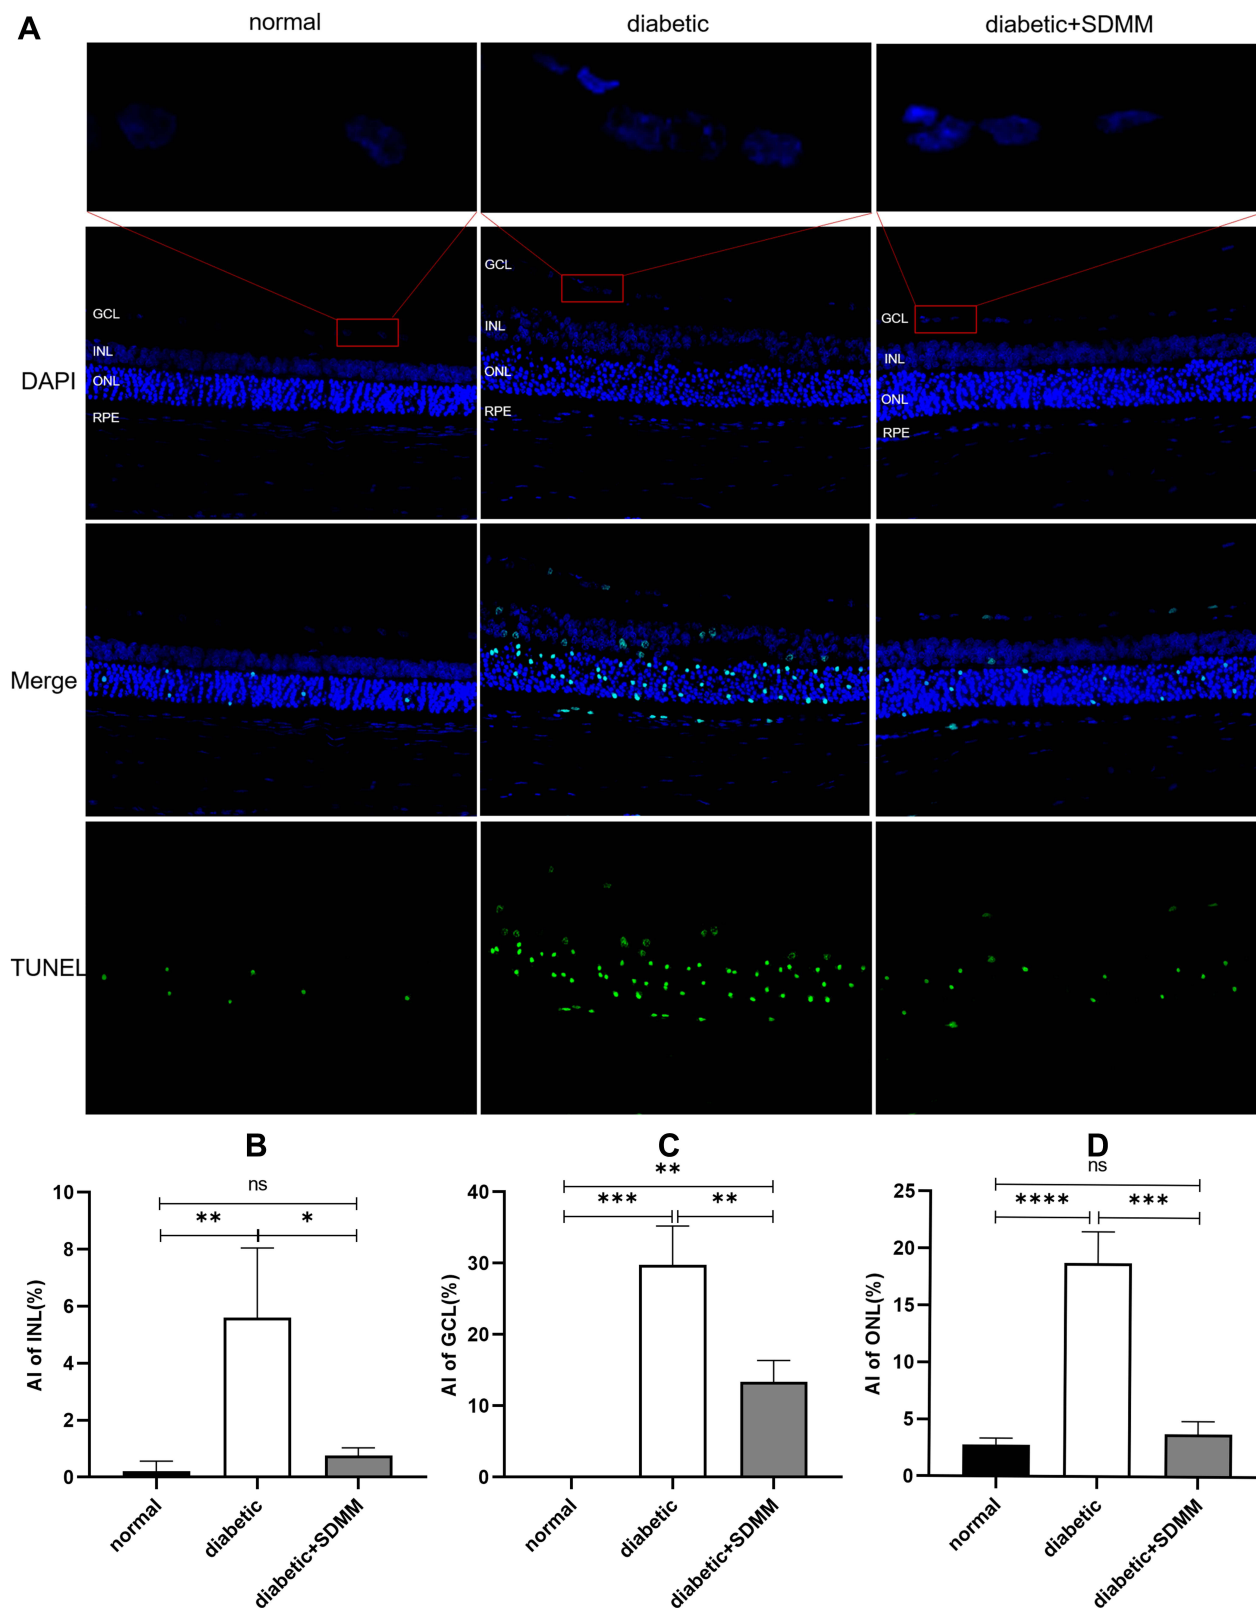 A
normal
diabetic
diabetic+SDMM
GCL
INL
ONL
RPE
GCL
INL
ONL
RPE
GCL
INL
ONL
RPE
DAPI
Merge
TUNEL
B
ns
**
*
10
8
6
4
2
0
AI of INL(%)
normal
diabetic
diabetic+SDMM
C
**
***
**
40
30
20
10
0
AI of GCL(%)
normal
diabetic
diabetic+SDMM
D
ns
****
***
25
20
15
10
5
0
AI of ONL(%)
normal
diabetic
diabetic+SDMM